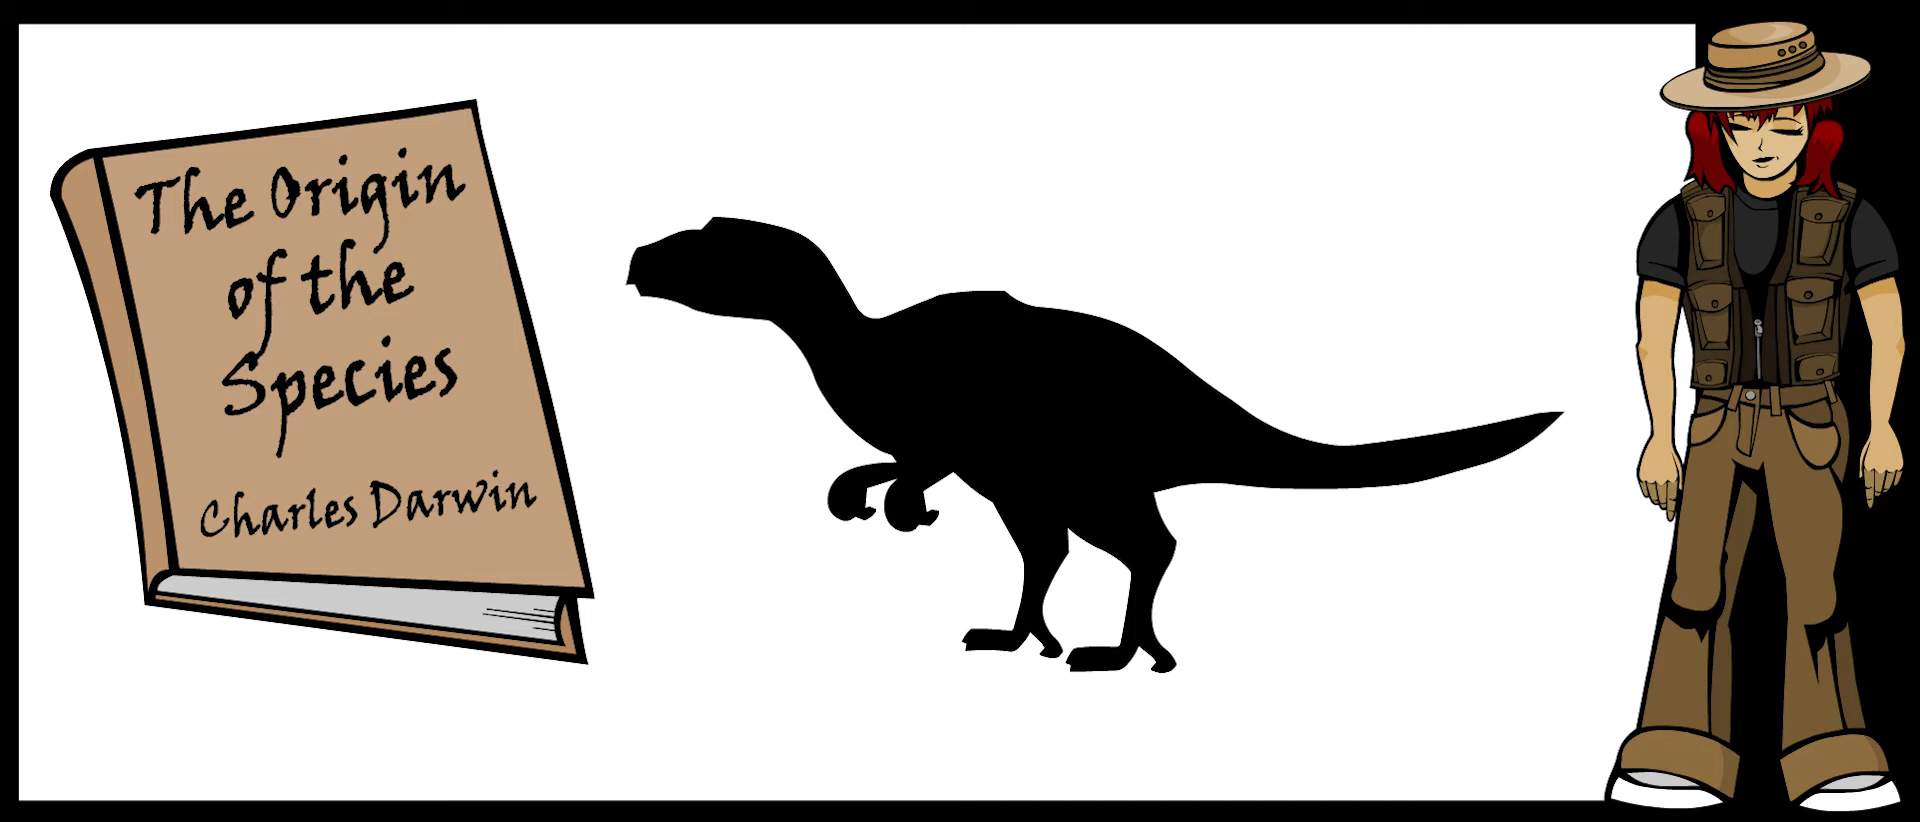 The Origin
of the
Species
Charles Darwin